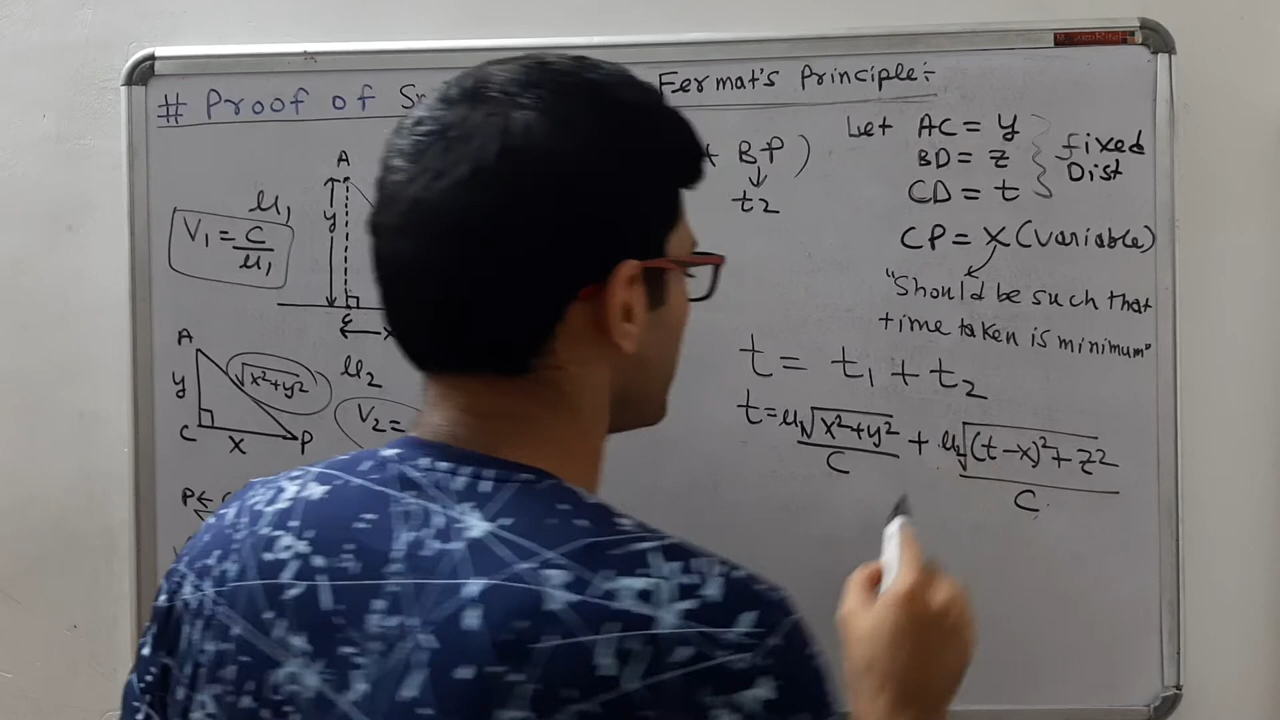 # Proof of
Fermat's Principle:-
+ BP)
t2
Let AC = y
BD = z
CD = t
fixed
Dist
CP = x (variable)
"Should be such that
time taken is minimum"
A
y
μ1
V1 = C/μ1
C
x
μ2
V2 =
A
y
√x²+y²
C
x
P
P ←
t = t1 + t2
t = μ1√x²+y²/C + μ2√(t-x)²+z²/C